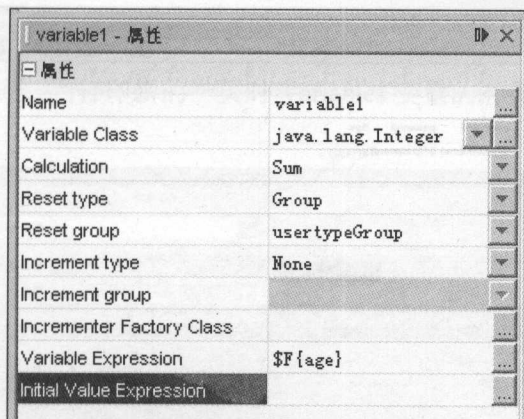 variable1 - 属性
属性
Name variable1 ...
Variable Class java.lang.Integer ...
Calculation Sum
Reset type Group
Reset group usertypeGroup
Increment type None
Increment group
Incrementer Factory Class ...
Variable Expression $F{age} ...
Initial Value Expression ...